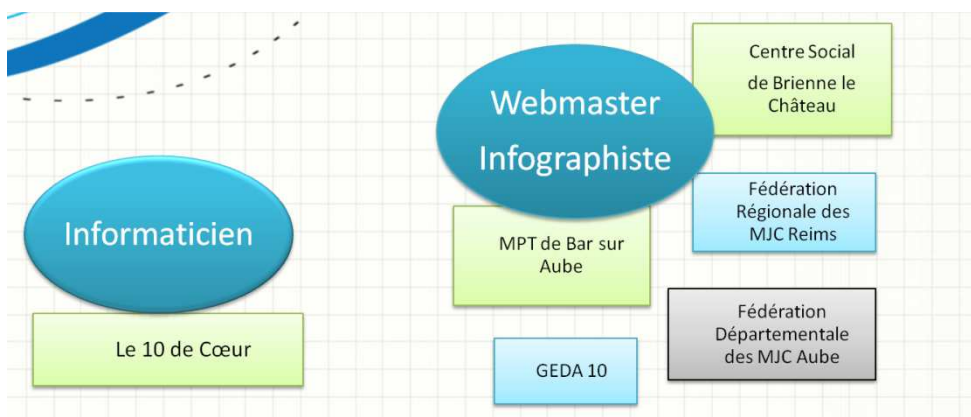 Informaticien
Le 10 de Cœur
Webmaster
Infographiste
MPT de Bar sur
Aube
GEDA 10
Centre Social
de Brienne le
Château
Fédération
Régionale des
MJC Reims
Fédération
Départementale
des MJC Aube